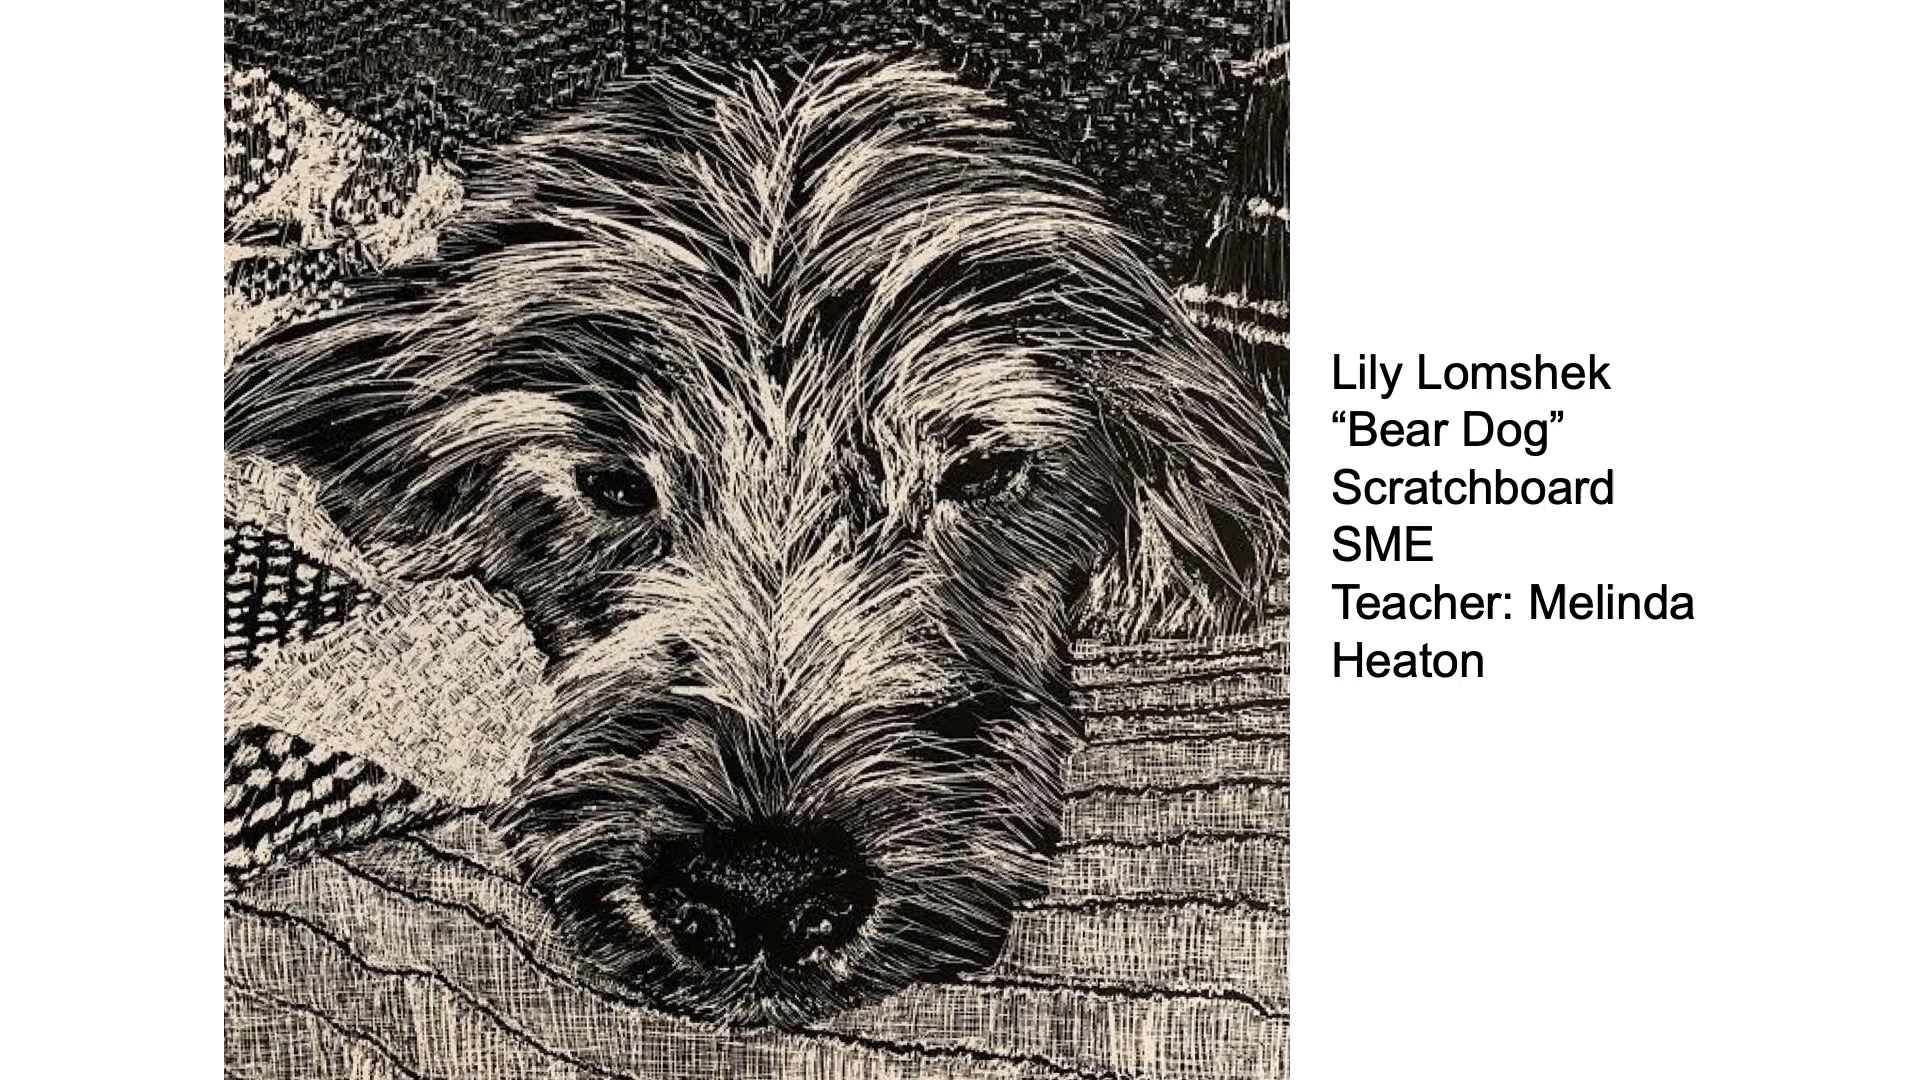 Lily Lomshek
“Bear Dog”
Scratchboard
SME
Teacher: Melinda
Heaton